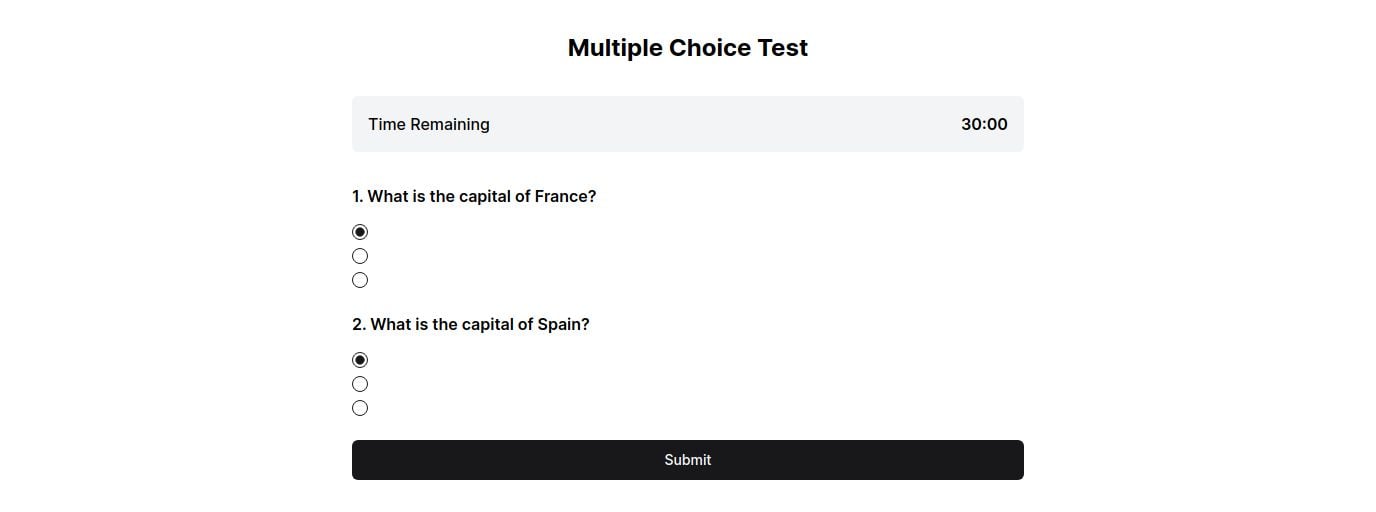 Multiple Choice Test
Time Remaining 30:00
1. What is the capital of France?
2. What is the capital of Spain?
Submit